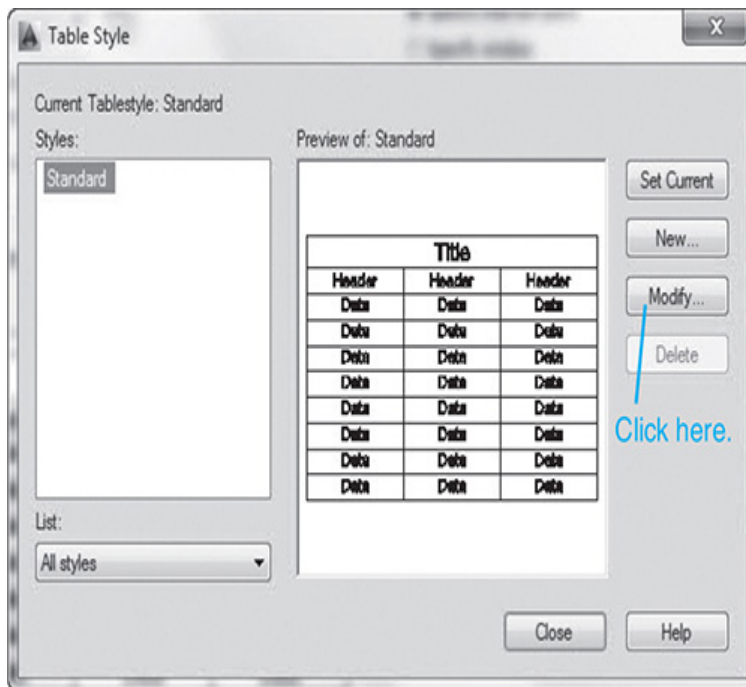 Table Style
X
Current Tablestyle: Standard
Styles:
Standard
Preview of: Standard
Title
Header Header Header
Data Data Data
Data Data Data
Data Data Data
Data Data Data
Data Data Data
Data Data Data
Data Data Data
Data Data Data
Set Current
New...
Modify...
Delete
Click here.
List:
All styles
Close
Help